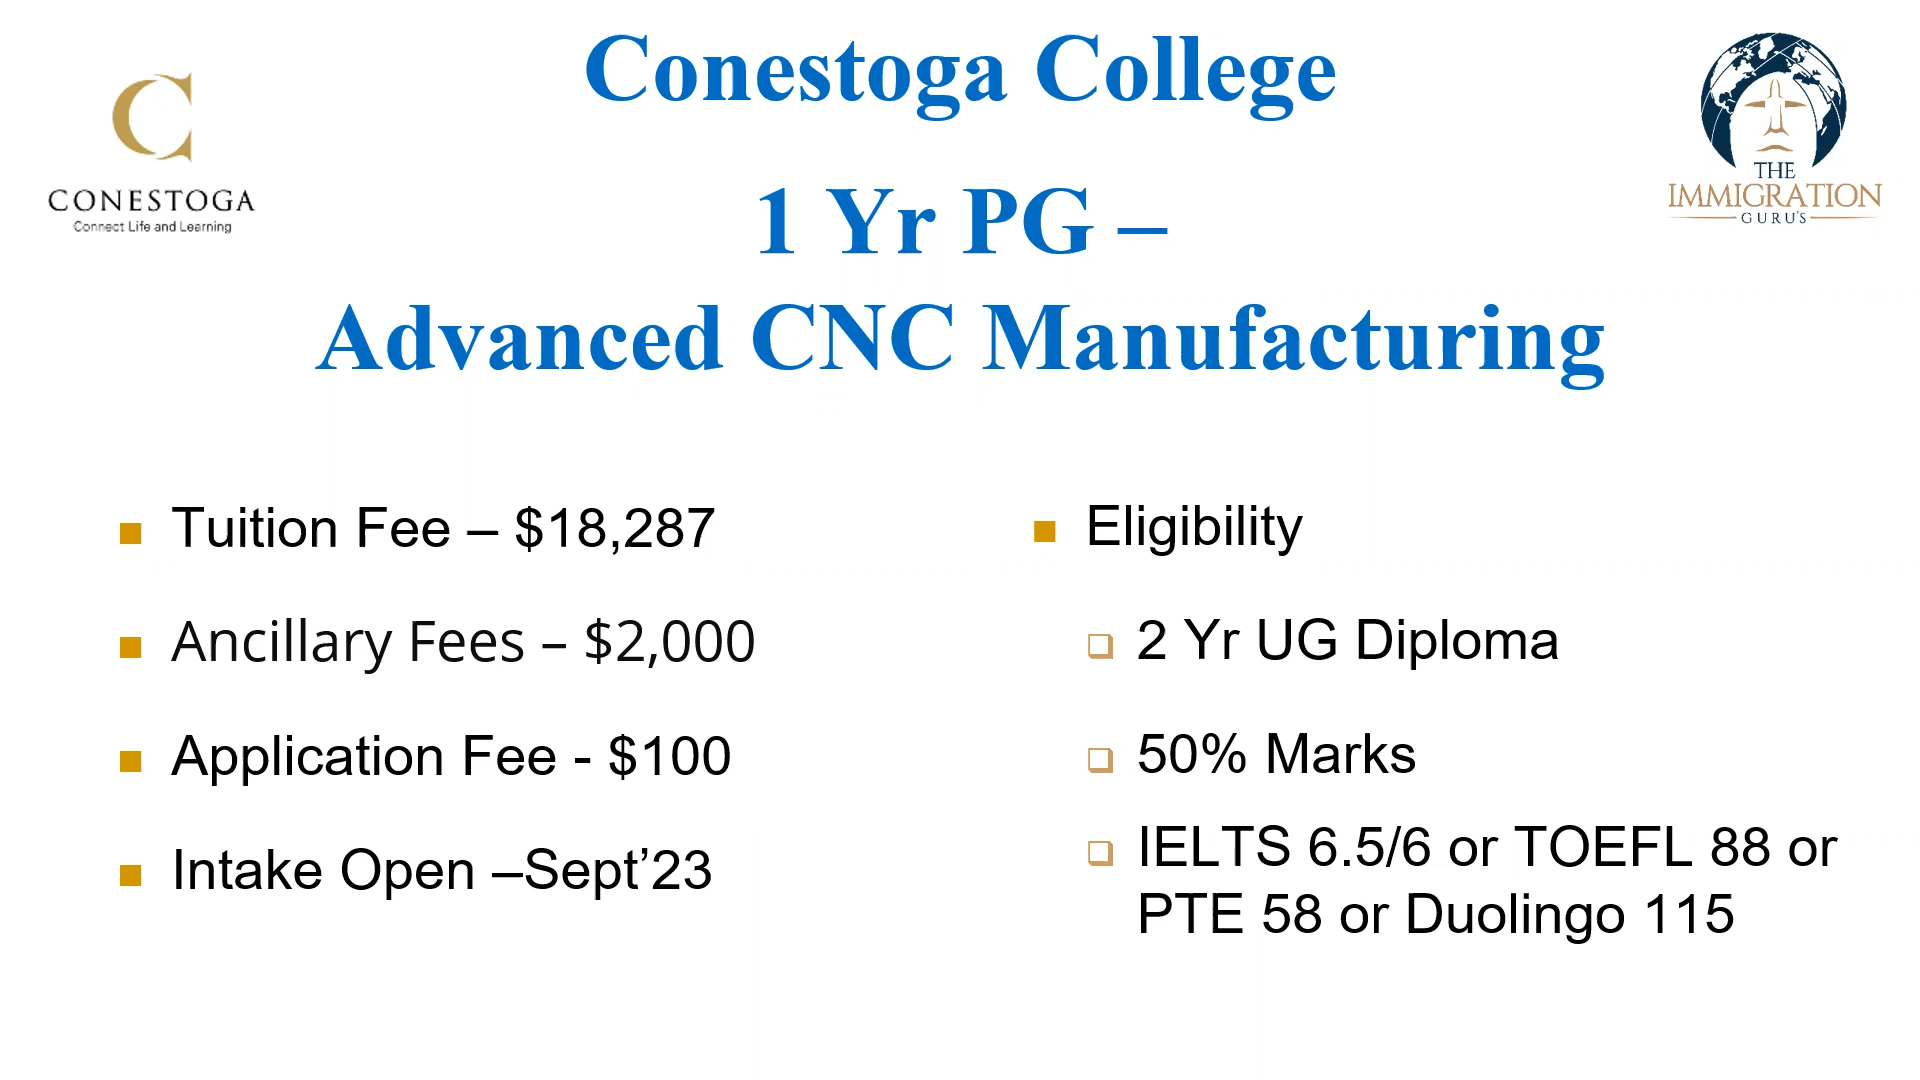 Conestoga College
CONESTOGA
Connect Life and Learning
THE
IMMIGRATION
GURU'S
1 Yr PG –
Advanced CNC Manufacturing
Tuition Fee – $18,287
Ancillary Fees – $2,000
Application Fee - $100
Intake Open –Sept’23
Eligibility
2 Yr UG Diploma
50% Marks
IELTS 6.5/6 or TOEFL 88 or
PTE 58 or Duolingo 115